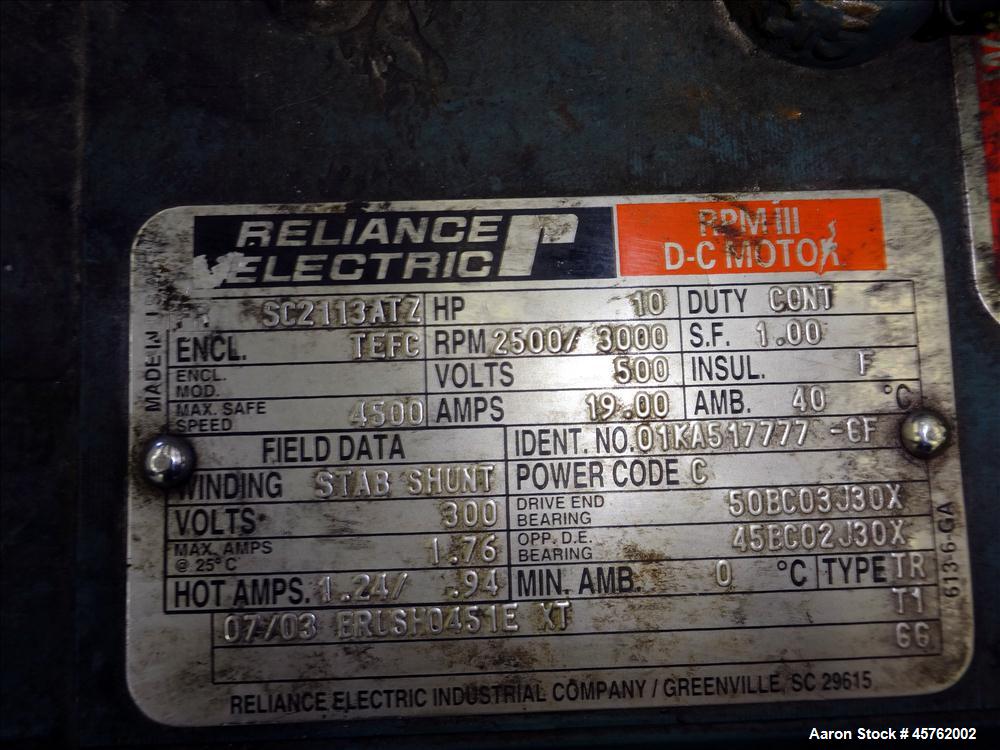 RELIANCE ELECTRIC
RPM III
D-C MOTOR
MADE IN
SC2113ATZ HP 10 DUTY CONT
ENCL. TEFC RPM 2500/ 3000 S.F. 1.00
ENCL. MOD. VOLTS 500 INSUL. F
MAX. SAFE SPEED 4500 AMPS 19.00 AMB. 40 °C
FIELD DATA IDENT. NO. 01KA517777 -GF
WINDING STAB SHUNT POWER CODE C
VOLTS 300 DRIVE END BEARING 50BC03J30X
MAX. AMPS @ 25°C 1.76 OPP. D.E. BEARING 45BC02J30X
HOT AMPS. 1.24/ .94 MIN. AMB. 0 °C TYPE TR
T1
07/03 BRUSH0451E XT
GG
613-6-GA
RELIANCE ELECTRIC INDUSTRIAL COMPANY / GREENVILLE, SC 29615
Aaron Stock # 45762002